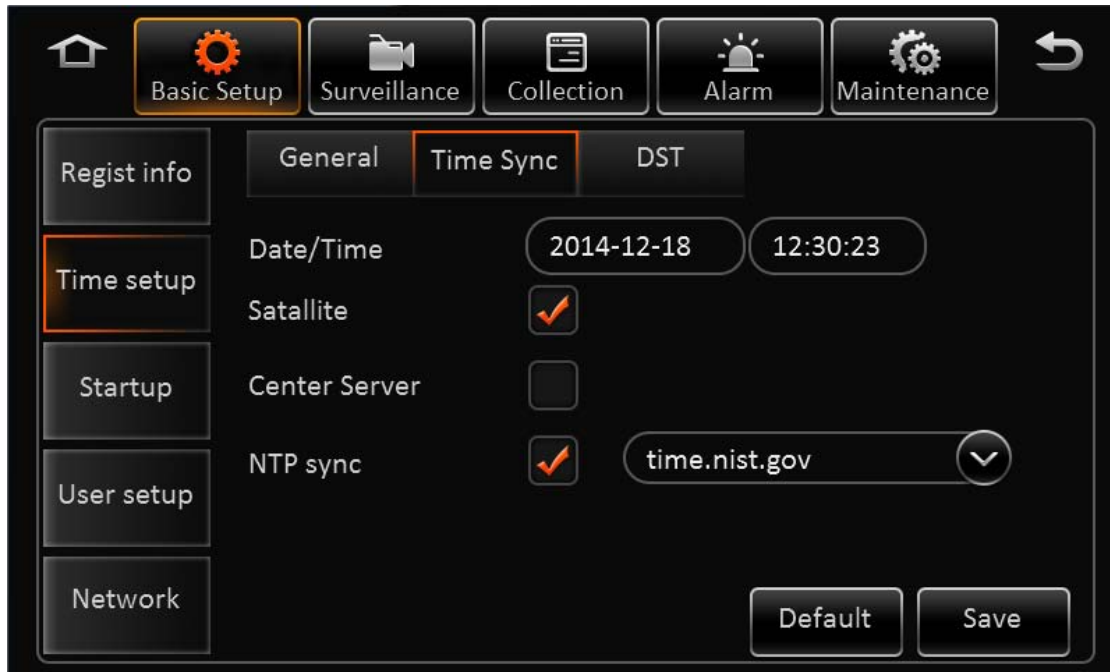 Basic Setup
Surveillance
Collection
Alarm
Maintenance
Regist info
Time setup
Startup
User setup
Network
General
Time Sync
DST
Date/Time
2014-12-18
12:30:23
Satallite
Center Server
NTP sync
time.nist.gov
Default
Save